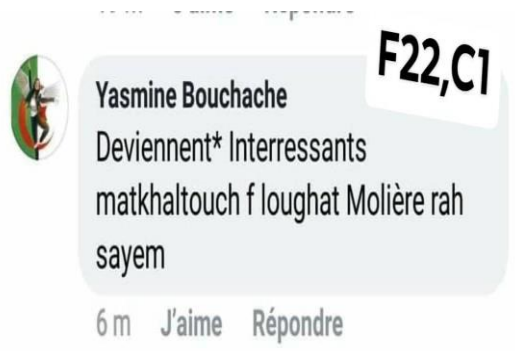 F22,C1
Yasmine Bouchache
Deviennent* Interressants
matkhaltouch f loughat Molière rah
sayem
6 m J'aime Répondre